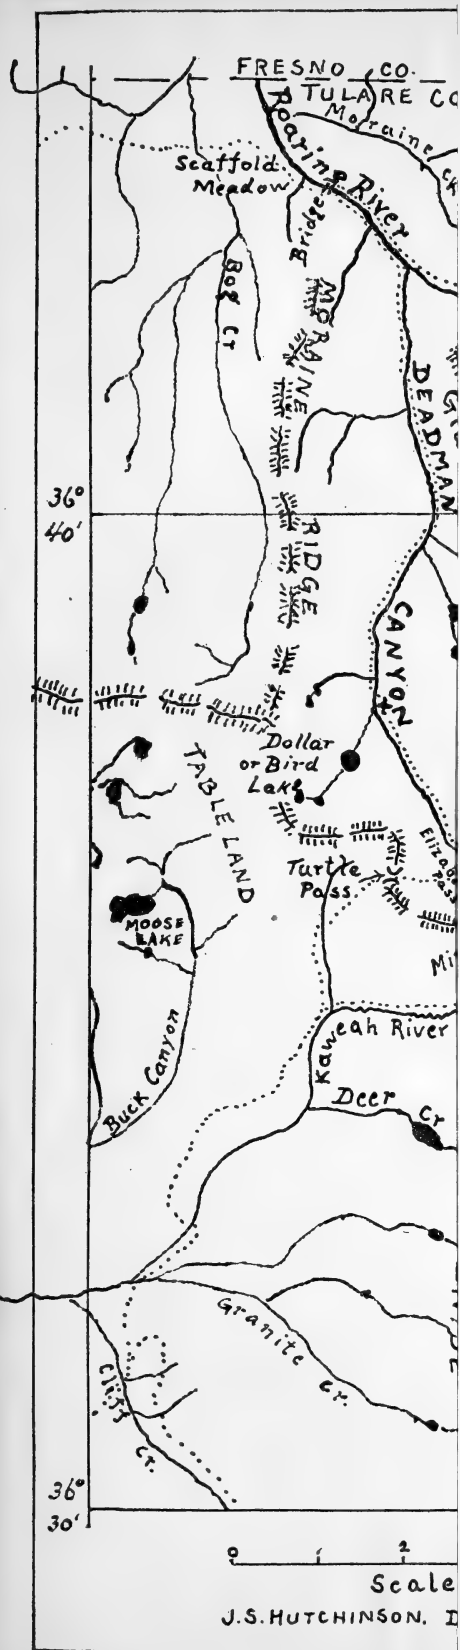 FRESNO CO.
TULARE CO
Moraine
Ck
Roaring River
Scaffold
Meadow
Bridge
Bog Cr
MORAINE
RIDGE
DEADMAN
CANYON
36°
40'
Dollar
or Bird
Lake
TABLE LAND
Turtle
Pass
Pass
MOOSE
LAKE
Buck Canyon
Kaweah River
Deer Cr
Granite Cr.
Cliff Cr.
36°
30'
0 1 2
Scale
J.S. HUTCHINSON.